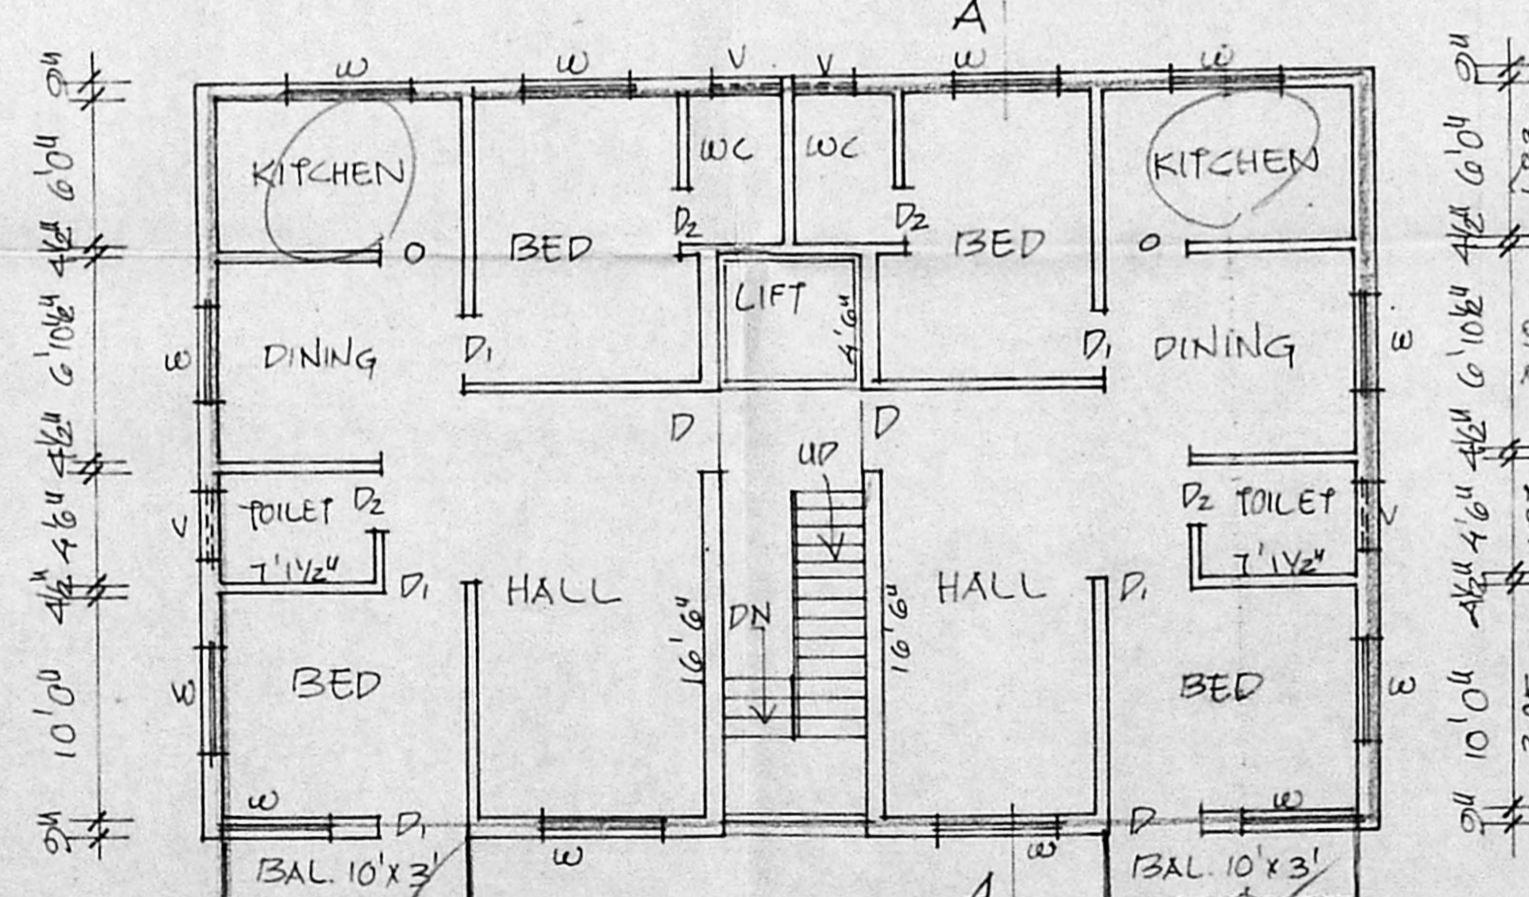 A
W W V V W W
9"
9"
KITCHEN WC WC KITCHEN
6'0"
6'0"
D2 D2
BED BED
O O
4½"
4½"
LIFT
4'6"
6'10½"
6'10½"
W DINING D1 D1 DINING W
D D
4½"
4½"
UP
V TOILET D2 D2 TOILET V
4'6"
4'6"
7'1½" 7'1½"
D1 HALL HALL D1
4½"
4½"
DN
16'6" 16'6"
W BED BED W
10'0"
10'0"
W W
D1 D
9"
9"
W W
BAL. 10'X3' BAL. 10'X3'